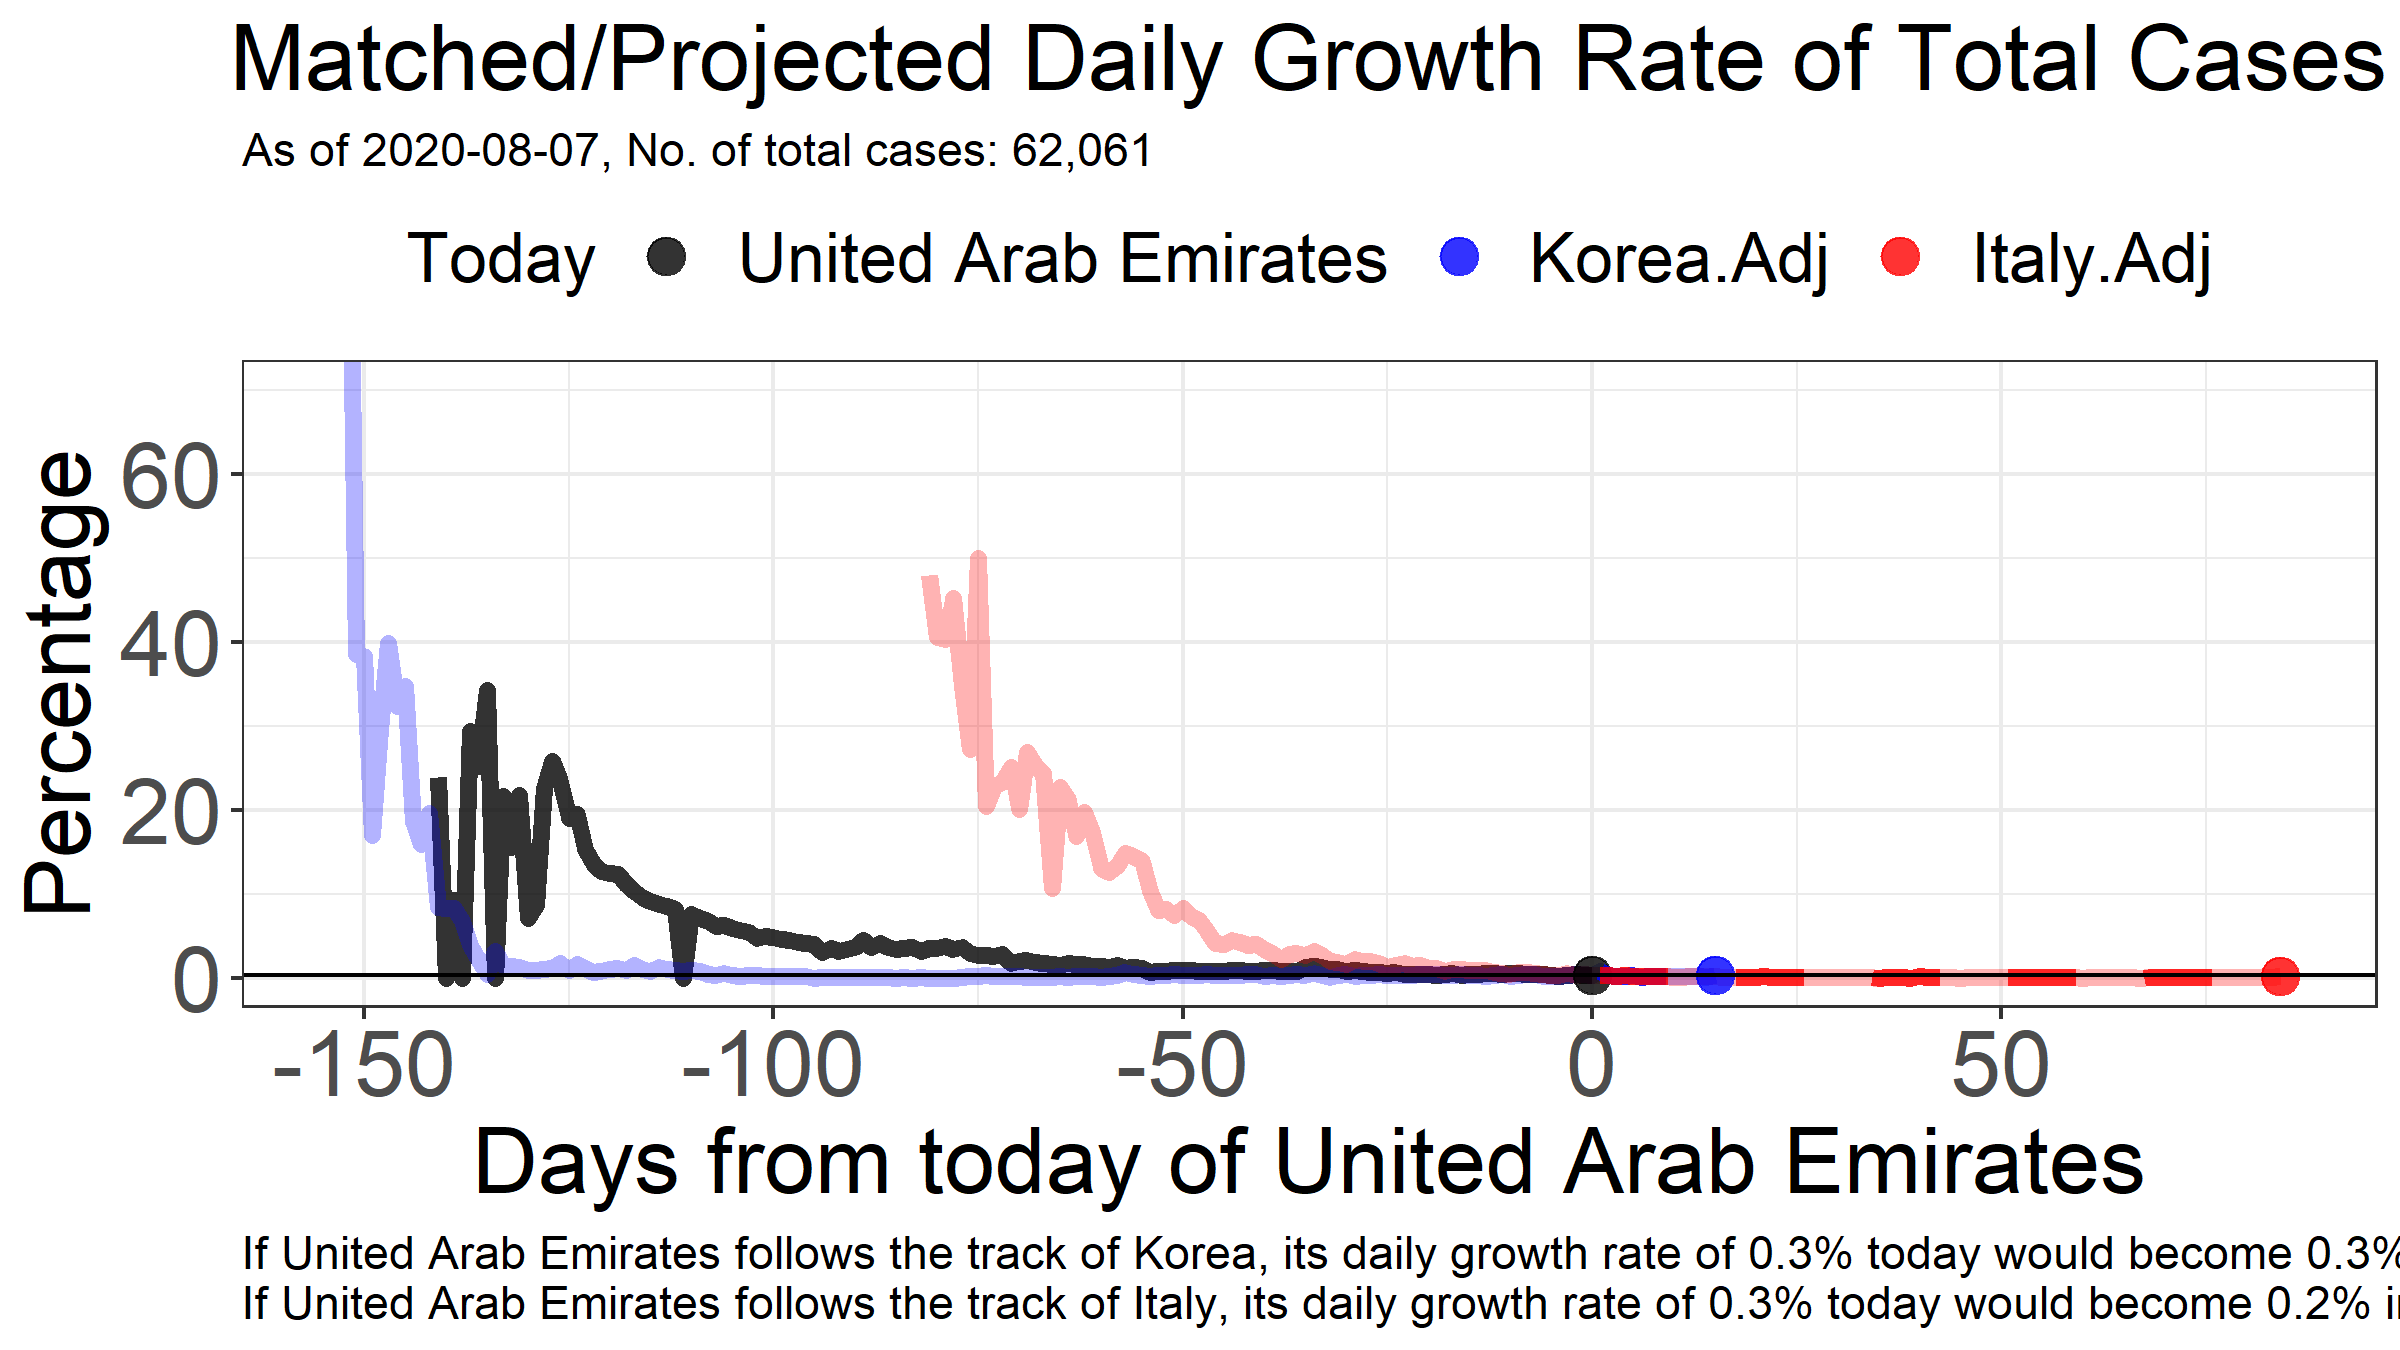 Matched/Projected Daily Growth Rate of Total Cases
As of 2020-08-07, No. of total cases: 62,061
Today United Arab Emirates Korea.Adj Italy.Adj
Percentage
60
40
20
0
-150 -100 -50 0 50
Days from today of United Arab Emirates
If United Arab Emirates follows the track of Korea, its daily growth rate of 0.3% today would become 0.3%
If United Arab Emirates follows the track of Italy, its daily growth rate of 0.3% today would become 0.2%